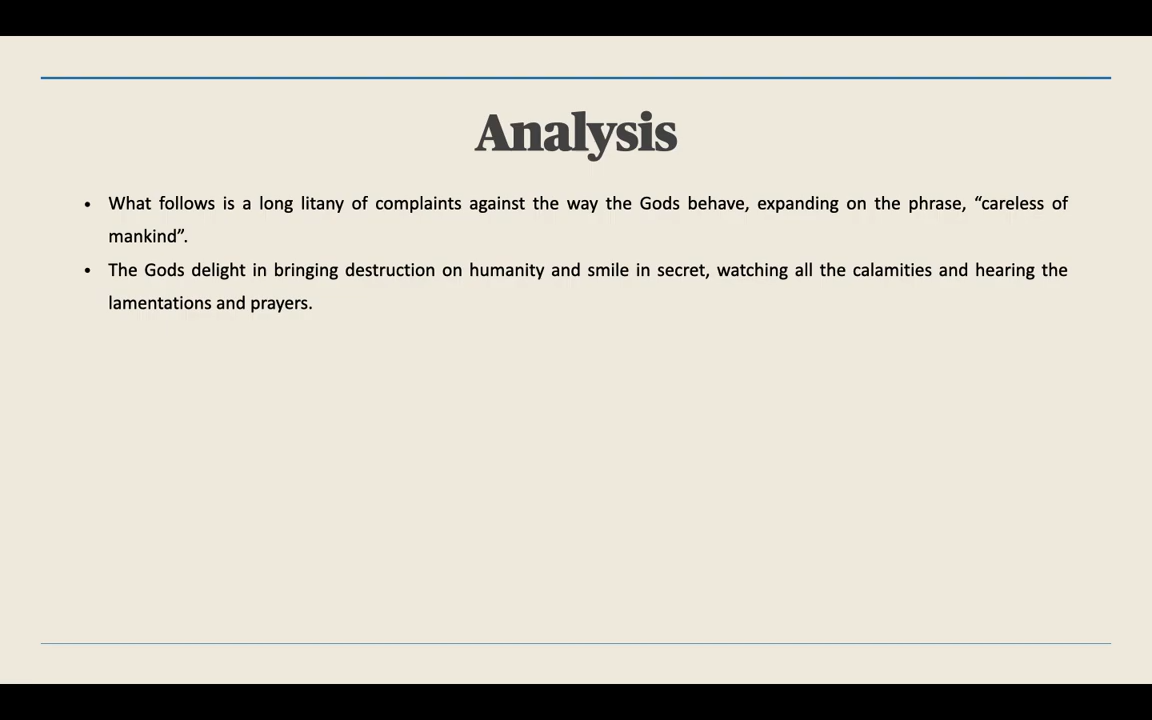 Analysis
• What follows is a long litany of complaints against the way the Gods behave, expanding on the phrase, “careless of
mankind”.
• The Gods delight in bringing destruction on humanity and smile in secret, watching all the calamities and hearing the
lamentations and prayers.